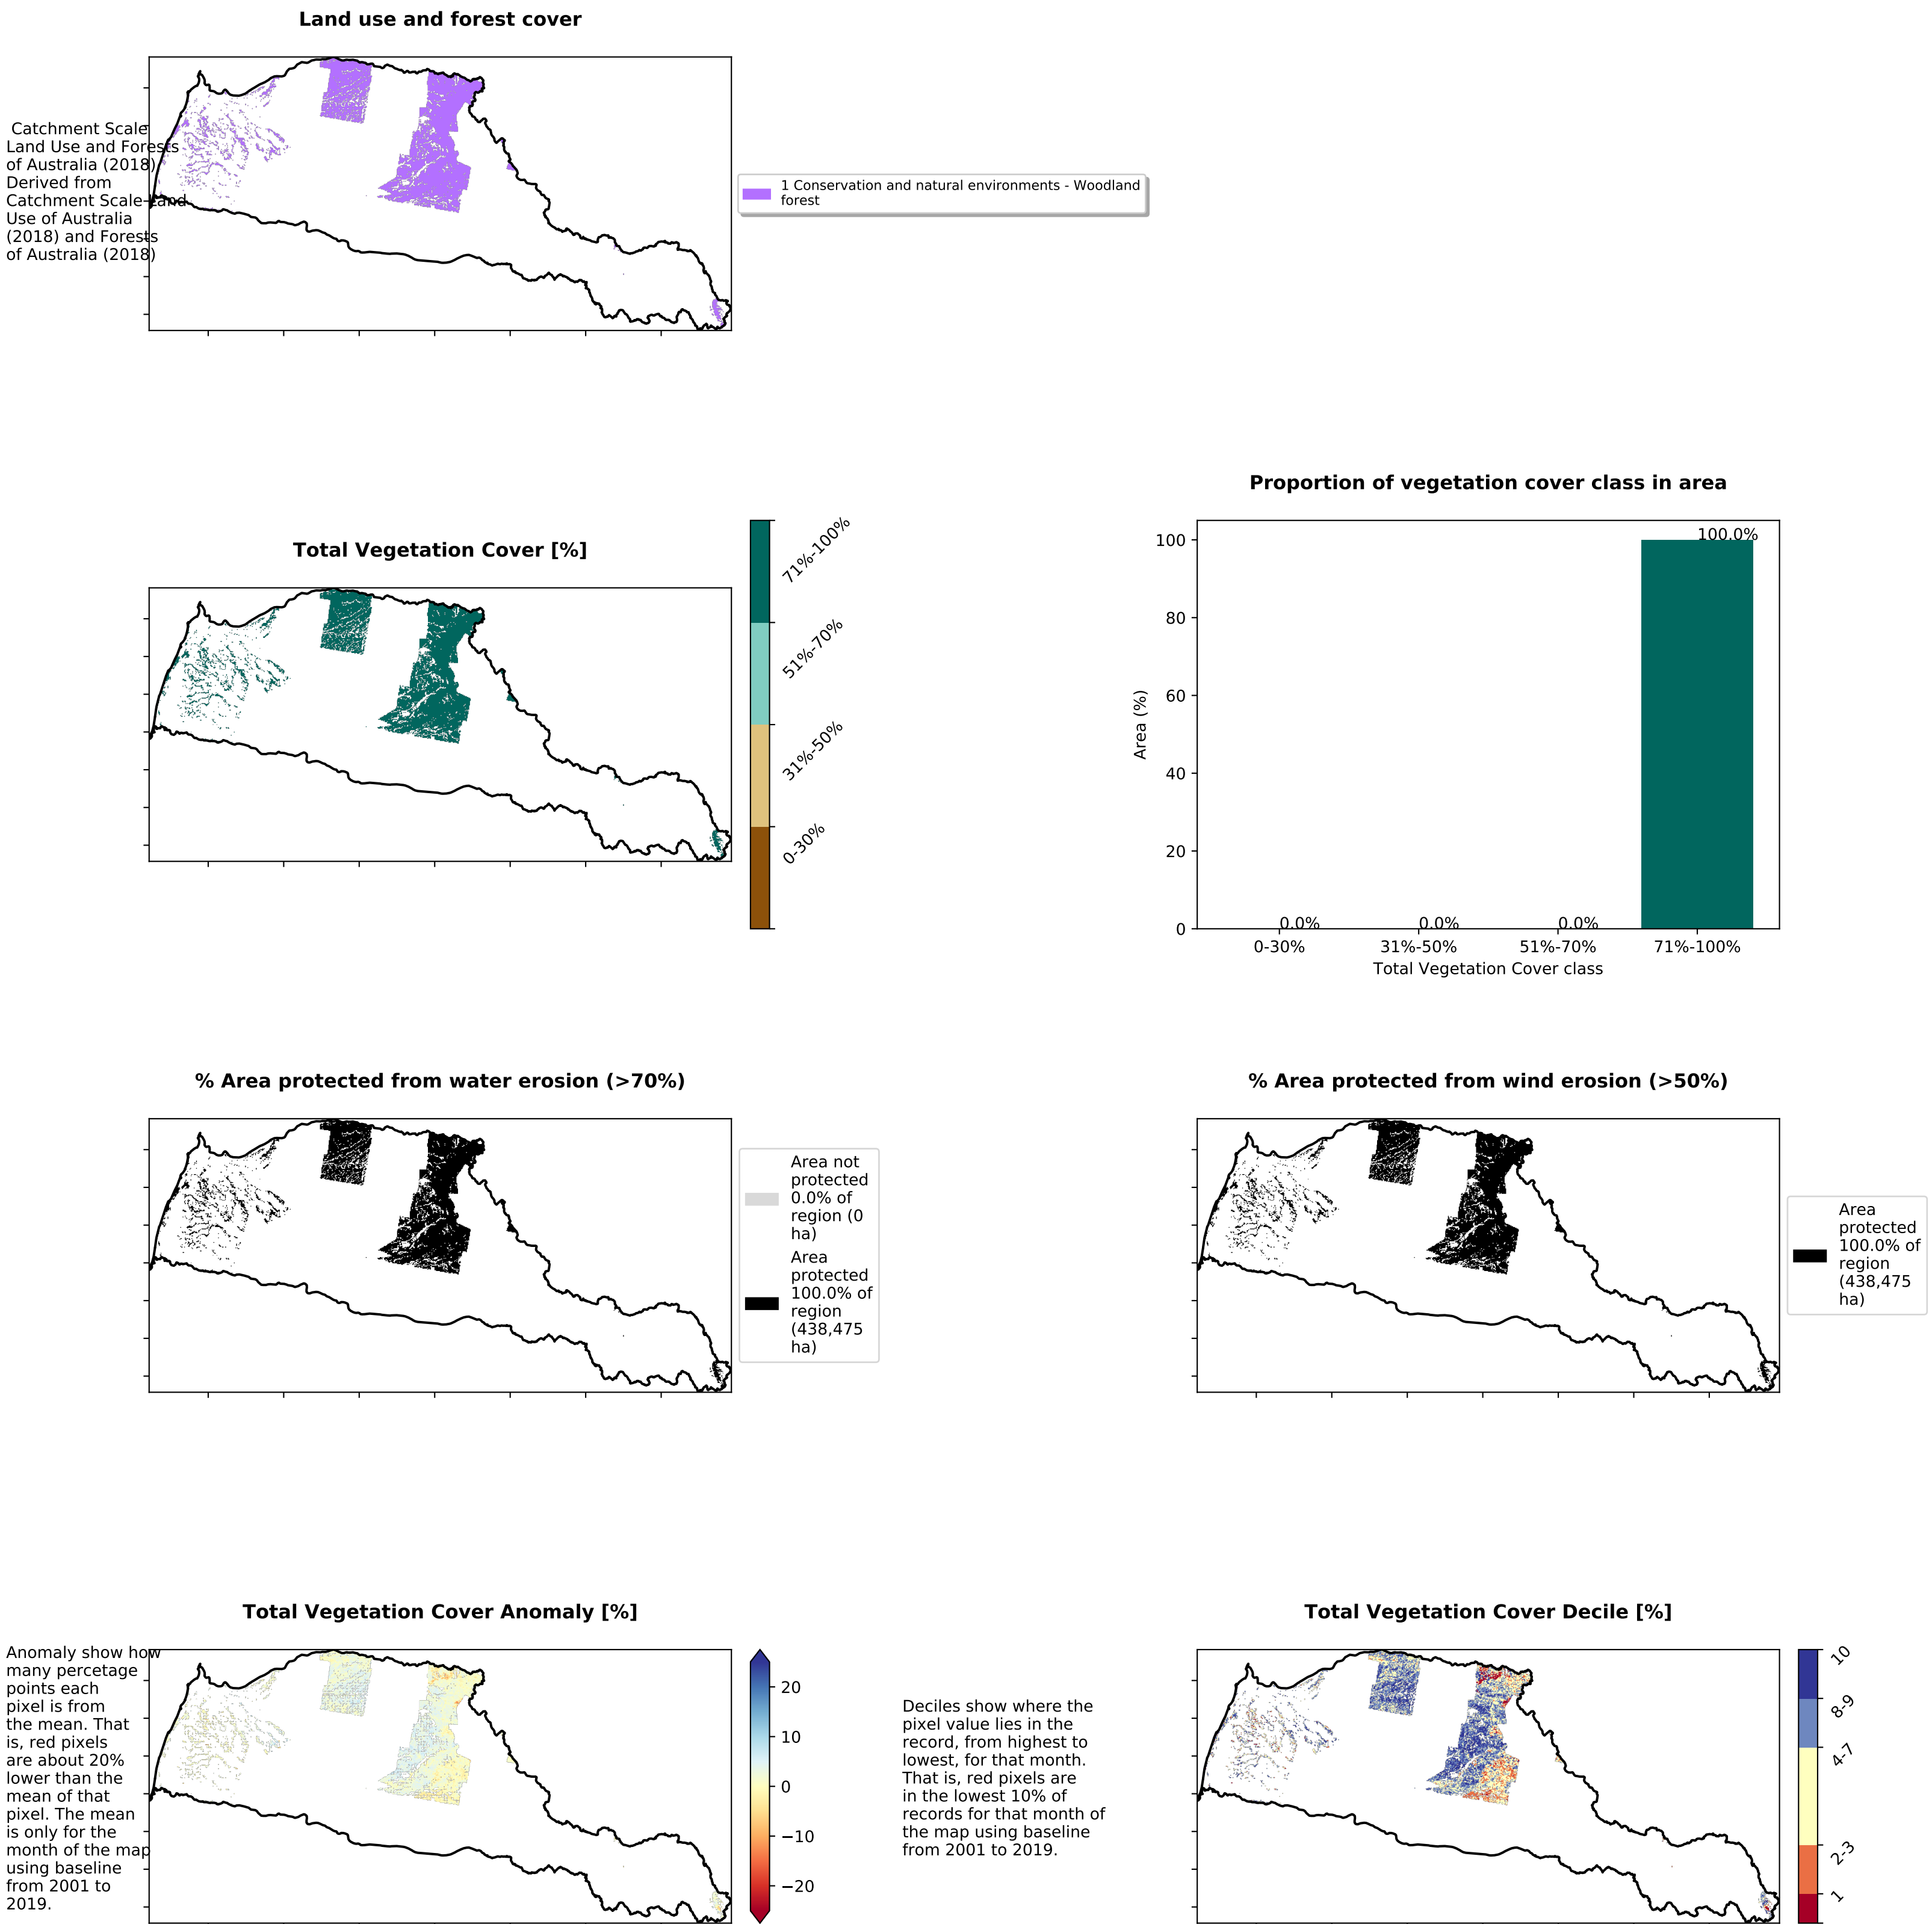 Land use and forest cover
Catchment Scale
Land Use and Forests
of Australia (2018)
Derived from
Catchment Scale Land
Use of Australia
(2018) and Forests
of Australia (2018)
1 Conservation and natural environments - Woodland
forest
Total Vegetation Cover [%]
71%-100%
51%-70%
31%-50%
0-30%
Proportion of vegetation cover class in area
100.0%
100
80
60
40
20
0
Area (%)
0.0%
0.0%
0.0%
0-30%
31%-50%
51%-70%
71%-100%
Total Vegetation Cover class
% Area protected from water erosion (>70%)
Area not
protected
0.0% of
region (0
ha)
Area
protected
100.0% of
region
(438,475
ha)
% Area protected from wind erosion (>50%)
Area
protected
100.0% of
region
(438,475
ha)
Total Vegetation Cover Anomaly [%]
Anomaly show how
many percetage
points each
pixel is from
the mean. That
is, red pixels
are about 20%
lower than the
mean of that
pixel. The mean
is only for the
month of the map
using baseline
from 2001 to
2019.
20
10
0
−10
−20
Total Vegetation Cover Decile [%]
Deciles show where the
pixel value lies in the
record, from highest to
lowest, for that month.
That is, red pixels are
in the lowest 10% of
records for that month of
the map using baseline
from 2001 to 2019.
10
8-9
4-7
2-3
1